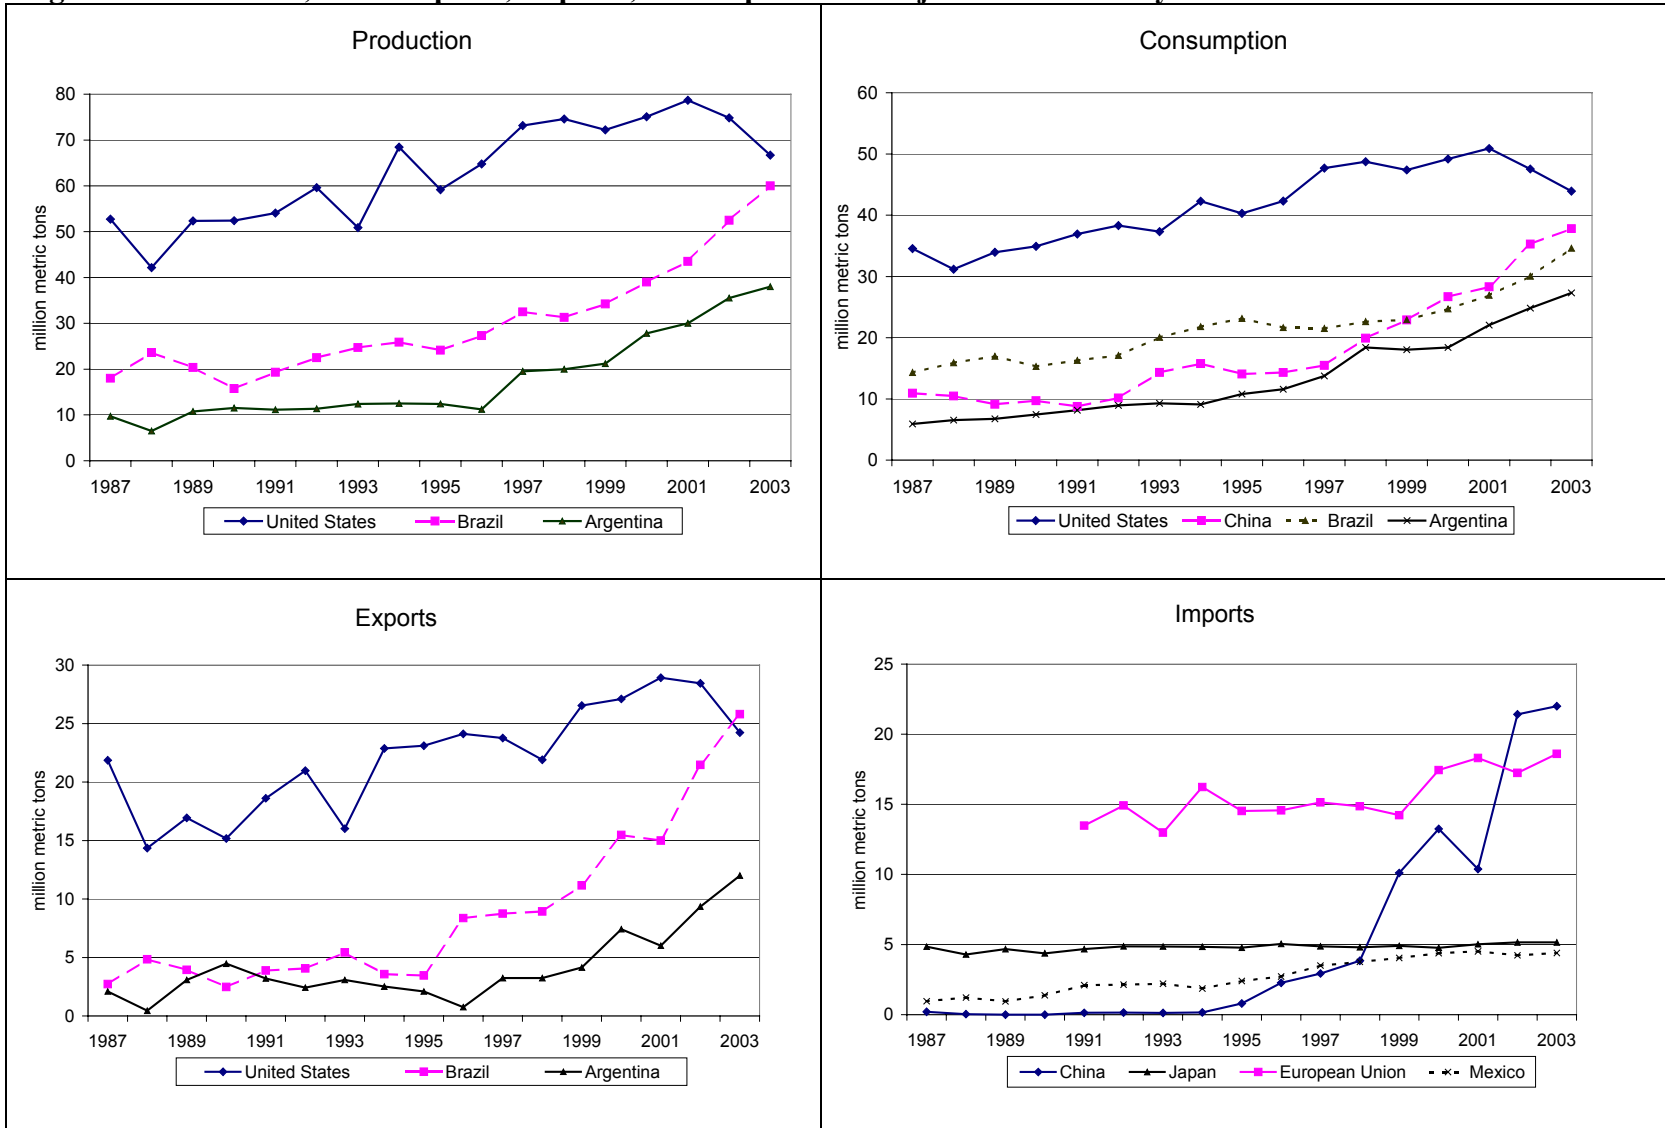 Production
million metric tons
80
70
60
50
40
30
20
10
0
1987 1989 1991 1993 1995 1997 1999 2001 2003
United States Brazil Argentina
Consumption
million metric tons
60
50
40
30
20
10
0
1987 1989 1991 1993 1995 1997 1999 2001 2003
United States China Brazil Argentina
Exports
million metric tons
30
25
20
15
10
5
0
1987 1989 1991 1993 1995 1997 1999 2001 2003
United States Brazil Argentina
Imports
million metric tons
25
20
15
10
5
0
1987 1989 1991 1993 1995 1997 1999 2001 2003
China Japan European Union Mexico